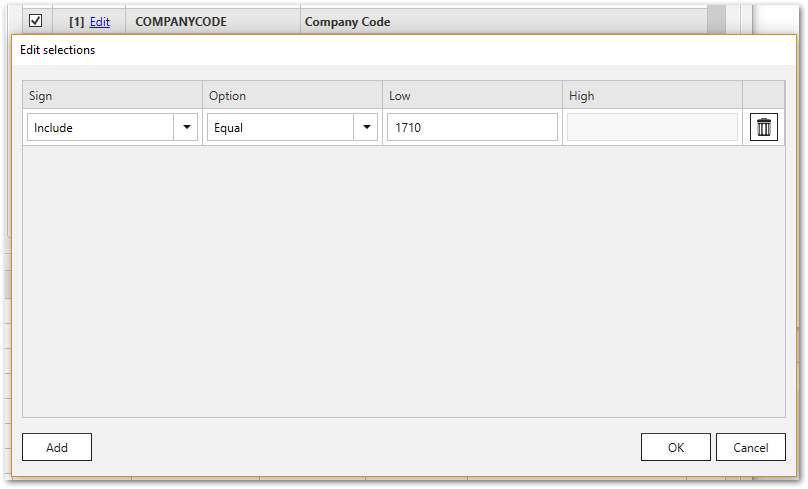 [1] Edit COMPANYCODE Company Code
Edit selections
Sign Option Low High
Include Equal 1710
Add OK Cancel